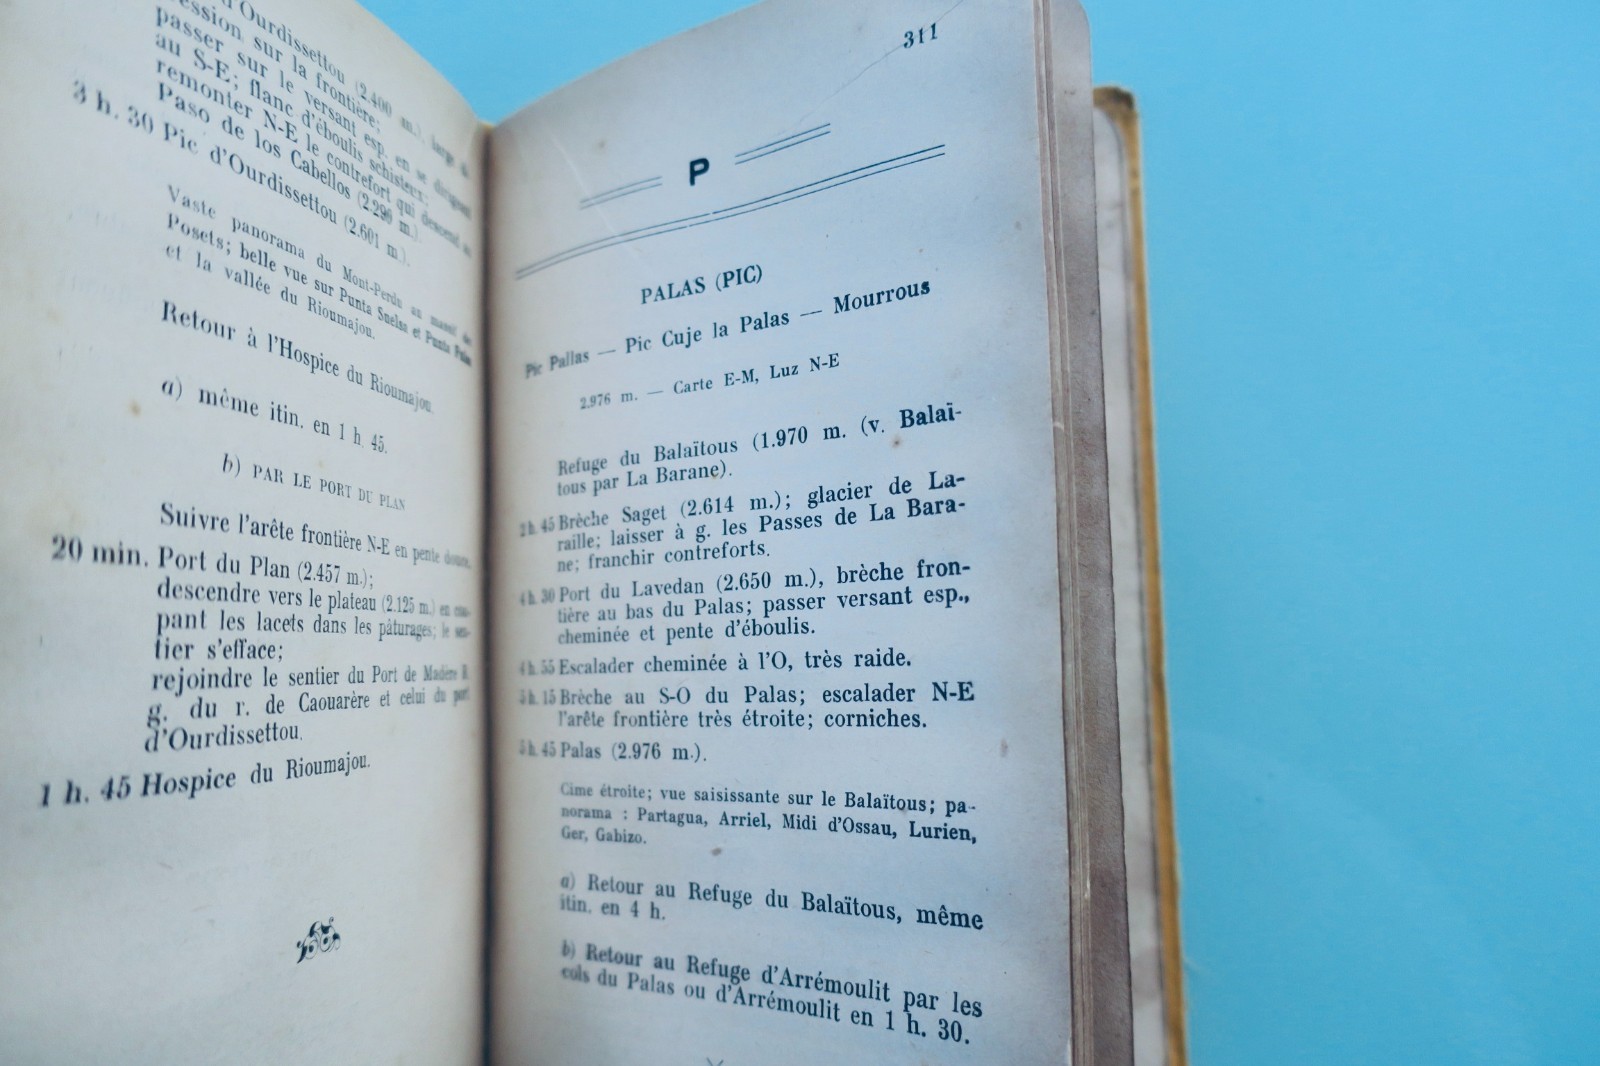 d'Ourdissettou (2.400 m.), large
ession sur la frontière;
passer sur le versant esp. en se dirigeant
au S-E; flanc d'éboulis schisteux;
remonter N-E le contrefort qui descend au
Paso de los Cabellos (2.296 m.).
3 h. 30 Pic d'Ourdissettou (2.601 m.).
Vaste panorama du Mont-Perdu au massif des
Posets; belle vue sur Punta Suelsa et Punta Fulsa
et la vallée du Rioumajou.
Retour à l'Hospice du Rioumajou.
a) même itin. en 1 h 45.
b) PAR LE PORT DU PLAN
Suivre l'arête frontière N-E en pente douce.
20 min. Port du Plan (2.457 m.);
descendre vers le plateau (2.125 m.) en cou-
pant les lacets dans les pâturages; le sen-
tier s'efface;
rejoindre le sentier du Port de Madère R.
g. du r. de Caouarère et celui du port
d'Ourdissettou.
1 h. 45 Hospice du Rioumajou.
311
P
PALAS (PIC)
Pic Pallas — Pic Cuje la Palas — Mourrous
2.976 m. — Carte E-M, Luz N-E
Refuge du Balaïtous (1.970 m. (v. Balaï-
tous par La Barane).
2 h. 45 Brèche Saget (2.614 m.); glacier de La-
raille; laisser à g. les Passes de La Bara-
ne; franchir contreforts.
4 h. 30 Port du Lavedan (2.650 m.), brèche fron-
tière au bas du Palas; passer versant esp.,
cheminée et pente d'éboulis.
4 h. 55 Escalader cheminée à l'O, très raide.
5 h. 15 Brèche au S-O du Palas; escalader N-E
l'arête frontière très étroite; corniches.
5 h. 45 Palas (2.976 m.).
Cime étroite; vue saisissante sur le Balaïtous; pa-
norama : Partagua, Arriel, Midi d'Ossau, Lurien,
Ger, Gabizo.
a) Retour au Refuge du Balaïtous, même
itin. en 4 h.
b) Retour au Refuge d'Arrémoulit par les
cols du Palas ou d'Arrémoulit en 1 h. 30.